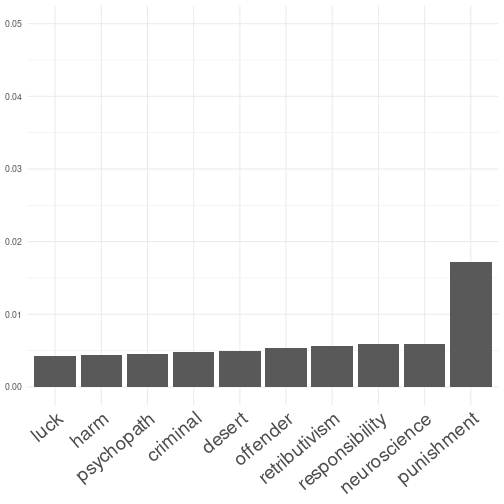 0.05
0.04
0.03
0.02
0.01
0.00
luck
harm
psychopath
criminal
desert
offender
retributivism
responsibility
neuroscience
punishment